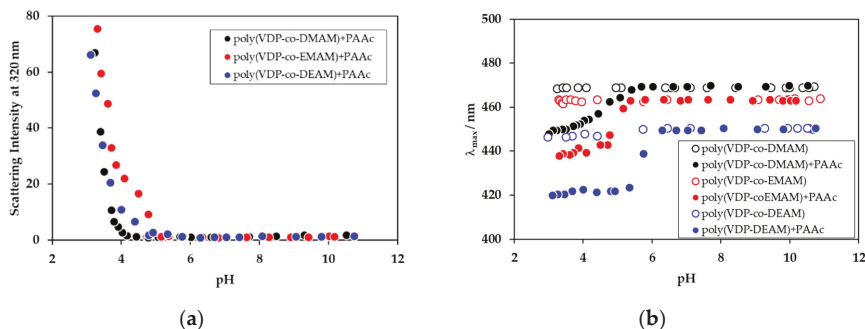 80
60
40
20
0
2
4
6
8
10
12
Scattering Intensity at 320 nm
pH
poly(VDP-co-DMAM)+PAAc
poly(VDP-co-EMAM)+PAAc
poly(VDP-co-DEAM)+PAAc
(a)
500
480
460
440
420
400
2
4
6
8
10
12
λmax/ nm
pH
poly(VDP-co-DMAM)
poly(VDP-co-DMAM)+PAAc
poly(VDP-co-EMAM)
poly(VDP-coEMAM)+PAAc
poly(VDP-co-DEAM)
poly(VDP-DEAM)+PAAc
(b)